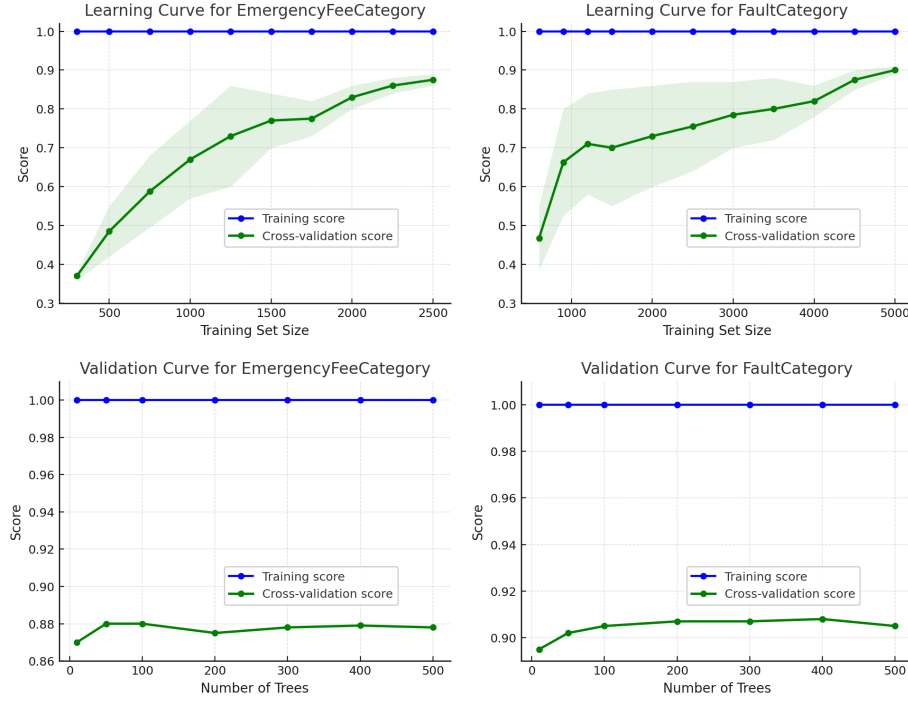 Learning Curve for EmergencyFeeCategory
1.0
0.9
0.8
0.7
0.6
0.5
0.4
0.3
Score
Training score
Cross-validation score
500
1000
1500
2000
2500
Training Set Size
Learning Curve for FaultCategory
1.0
0.9
0.8
0.7
0.6
0.5
0.4
0.3
Score
Training score
Cross-validation score
1000
2000
3000
4000
5000
Training Set Size
Validation Curve for EmergencyFeeCategory
1.00
0.98
0.96
0.94
0.92
0.90
0.88
0.86
Score
Training score
Cross-validation score
0
100
200
300
400
500
Number of Trees
Validation Curve for FaultCategory
1.00
0.98
0.96
0.94
0.92
0.90
Score
Training score
Cross-validation score
0
100
200
300
400
500
Number of Trees